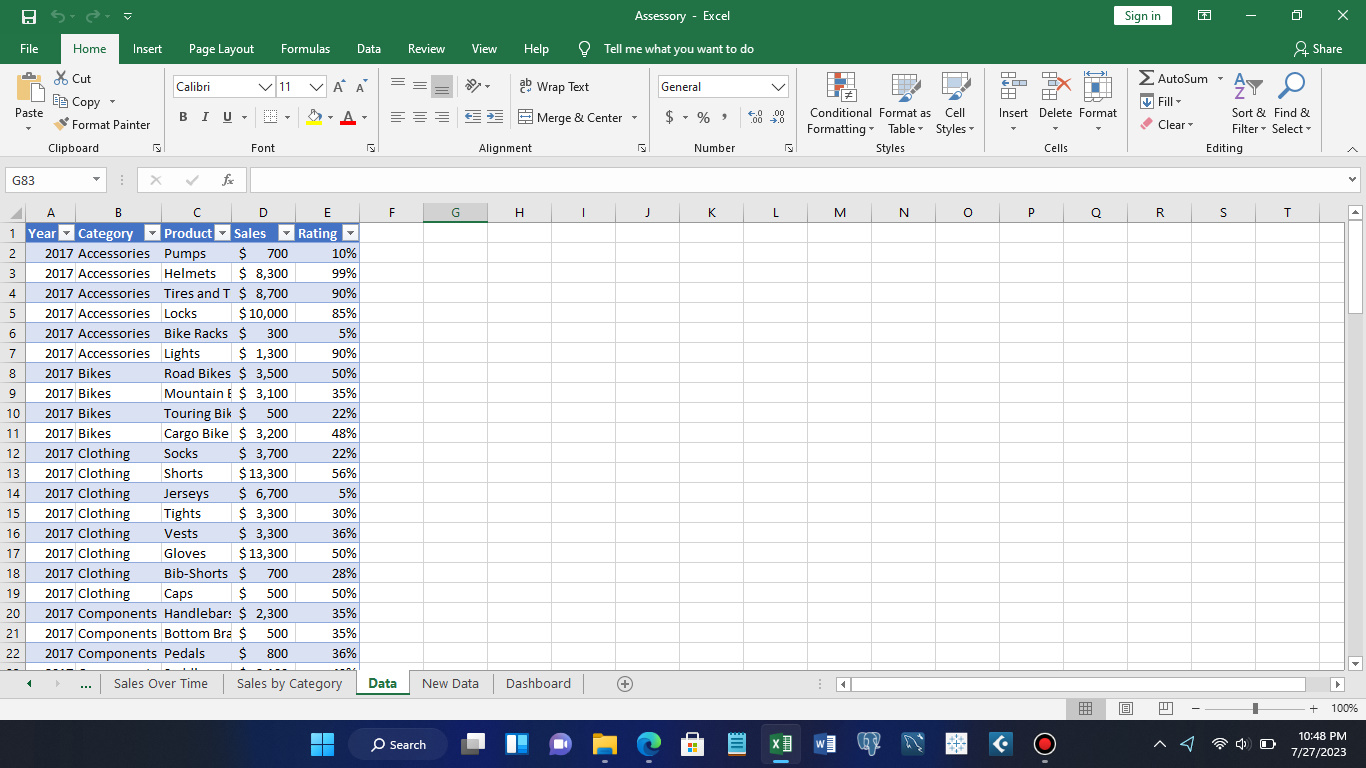 Assessory - Excel
Sign in
File Home Insert Page Layout Formulas Data Review View Help Tell me what you want to do Share
Paste Cut Copy Format Painter Clipboard
Calibri 11 A A B I U A Font
ab Wrap Text Merge & Center Alignment
General $ % , .0 .00 .00 .0 Number
Conditional Formatting Format as Table Cell Styles Styles
Insert Delete Format Cells
AutoSum Fill Clear Sort & Filter Find & Select Editing
G83 fx
A B C D E F G H I J K L M N O P Q R S T
1 Year Category Product Sales Rating
2 2017 Accessories Pumps $ 700 10%
3 2017 Accessories Helmets $ 8,300 99%
4 2017 Accessories Tires and T $ 8,700 90%
5 2017 Accessories Locks $ 10,000 85%
6 2017 Accessories Bike Racks $ 300 5%
7 2017 Accessories Lights $ 1,300 90%
8 2017 Bikes Road Bikes $ 3,500 50%
9 2017 Bikes Mountain $ 3,100 35%
10 2017 Bikes Touring Bik $ 500 22%
11 2017 Bikes Cargo Bike $ 3,200 48%
12 2017 Clothing Socks $ 3,700 22%
13 2017 Clothing Shorts $ 13,300 56%
14 2017 Clothing Jerseys $ 6,700 5%
15 2017 Clothing Tights $ 3,300 30%
16 2017 Clothing Vests $ 3,300 36%
17 2017 Clothing Gloves $ 13,300 50%
18 2017 Clothing Bib-Shorts $ 700 28%
19 2017 Clothing Caps $ 500 50%
20 2017 Components Handlebars $ 2,300 35%
21 2017 Components Bottom Bra $ 500 35%
22 2017 Components Pedals $ 800 36%
... Sales Over Time Sales by Category Data New Data Dashboard
100%
Search
10:48 PM
7/27/2023